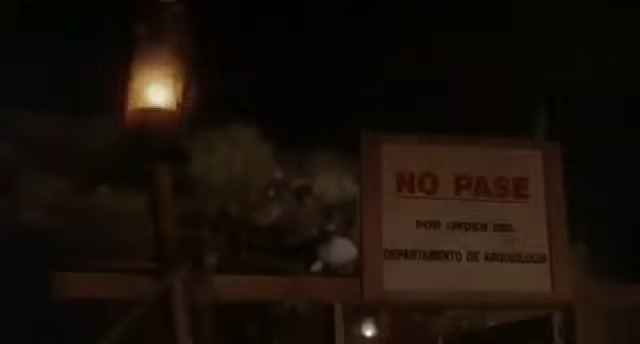 NO PASE
POR ORDEN DEL
DEPARTAMENTO DE ARQUEOLOGIA